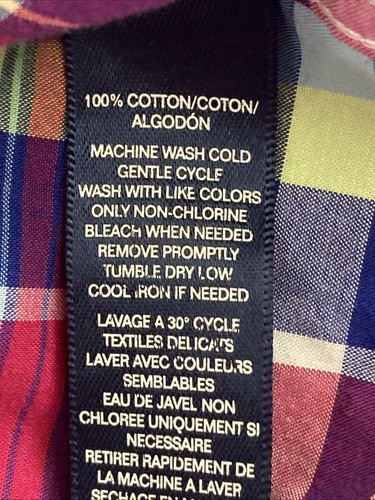 100% COTTON/COTON/
ALGODÓN
MACHINE WASH COLD
GENTLE CYCLE
WASH WITH LIKE COLORS
ONLY NON-CHLORINE
BLEACH WHEN NEEDED
REMOVE PROMPTLY
TUMBLE DRY LOW
COOL IRON IF NEEDED
LAVAGE A 30° CYCLE
TEXTILES DELICATS
LAVER AVEC COULEURS
SEMBLABLES
EAU DE JAVEL NON
CHLOREE UNIQUEMENT SI
NECESSAIRE
RETIRER RAPIDEMENT DE
LA MACHINE A LAVER
SECHAGE EN